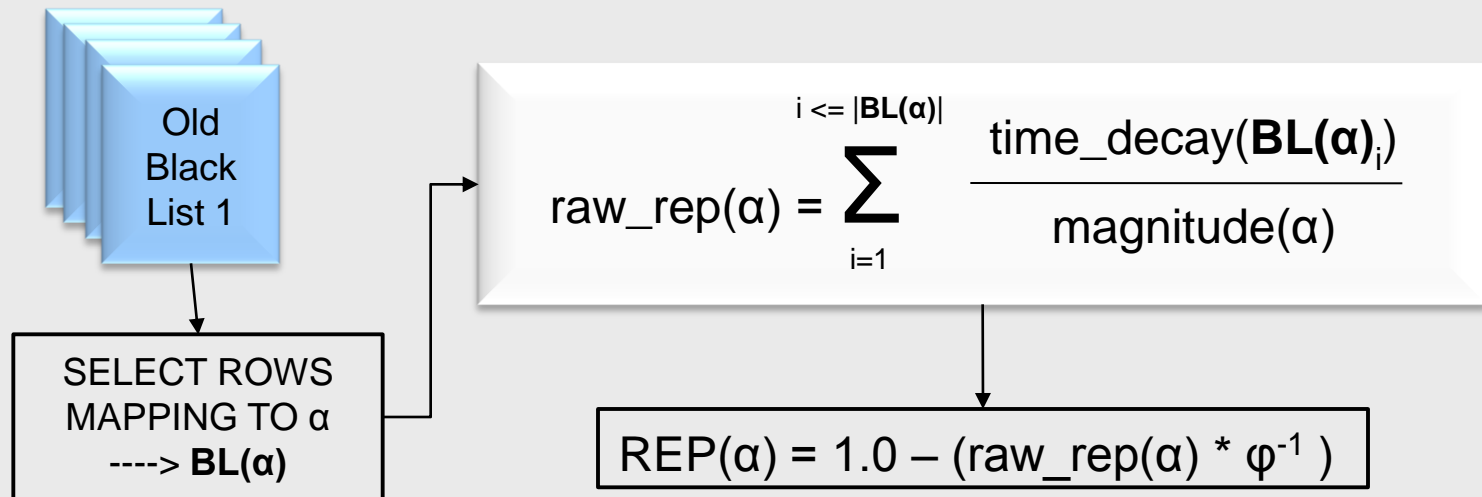 Old
Black
List 1
SELECT ROWS
MAPPING TO α
----> BL(α)
i <= |BL(α)|
raw_rep(α) = Σ time_decay(BL(α)i)
magnitude(α)
i=1
REP(α) = 1.0 – (raw_rep(α) * φ-1 )